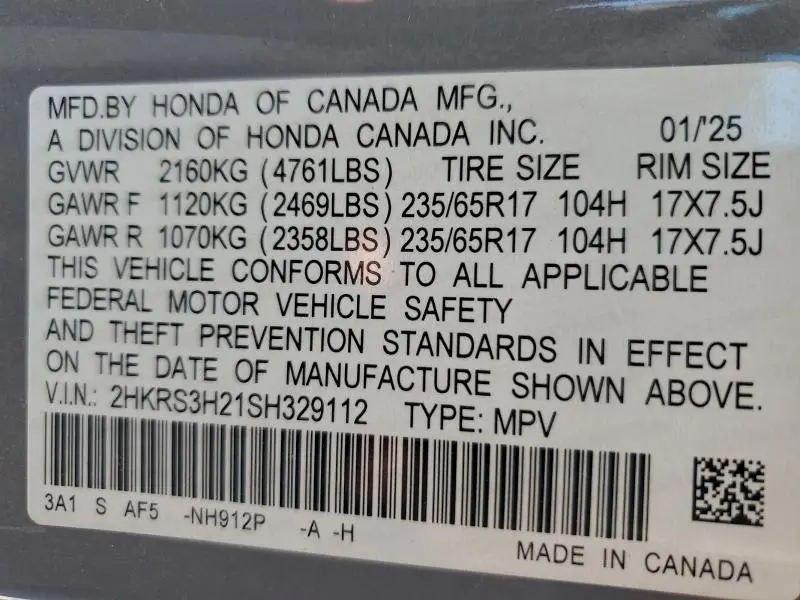 MFD.BY HONDA OF CANADA MFG.,
A DIVISION OF HONDA CANADA INC. 01/'25
GVWR 2160KG (4761LBS) TIRE SIZE RIM SIZE
GAWR F 1120KG (2469LBS) 235/65R17 104H 17X7.5J
GAWR R 1070KG (2358LBS) 235/65R17 104H 17X7.5J
THIS VEHICLE CONFORMS TO ALL APPLICABLE
FEDERAL MOTOR VEHICLE SAFETY
AND THEFT PREVENTION STANDARDS IN EFFECT
ON THE DATE OF MANUFACTURE SHOWN ABOVE.
V.I.N.: 2HKRS3H21SH329112 TYPE: MPV
3A1 S AF5 -NH912P -A -H
MADE IN CANADA